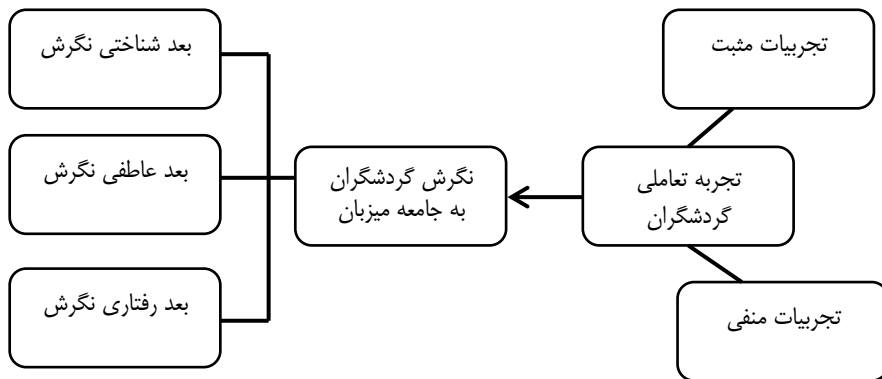 تجربیات مثبت
تجربه تعاملی
گردشگران
تجربیات منفی
نگرش گردشگران
به جامعه میزبان
بعد شناختی نگرش
بعد عاطفی نگرش
بعد رفتاری نگرش